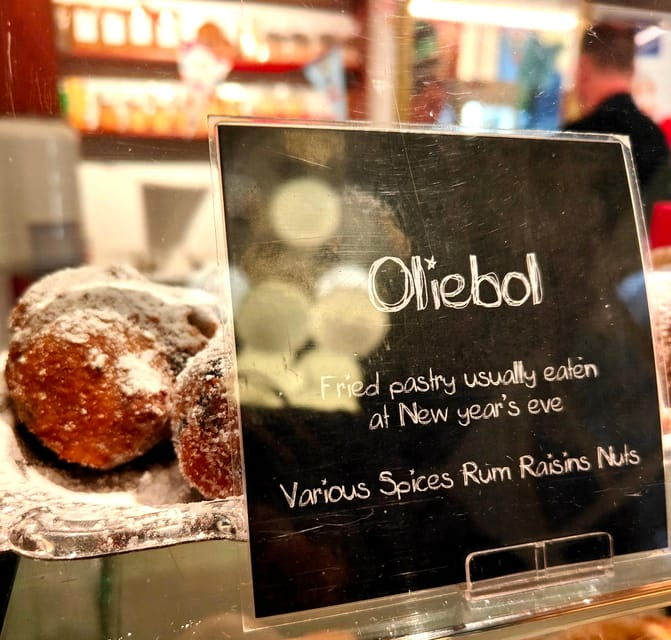 Oliebol
Fried pastry usually eaten
at New year's eve
Various Spices Rum Raisins Nuts